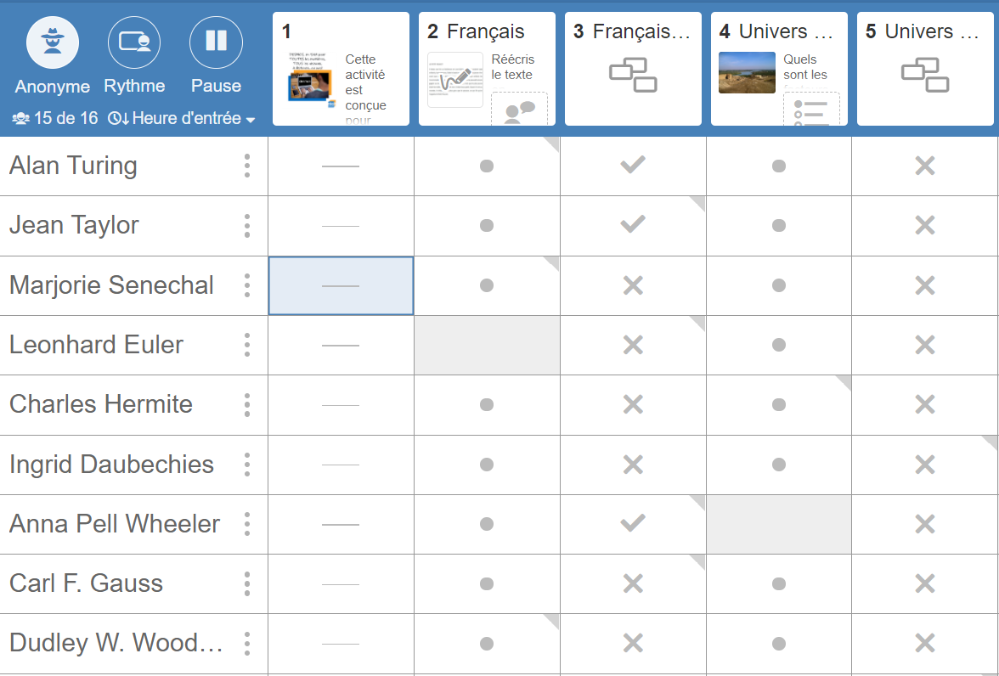 Anonyme Rythme Pause
15 de 16 Heure d'entrée
1
Cette
activité
est
conçue
pour
2 Français
Réécris
le texte
3 Français...
4 Univers ...
Quels
sont les
5 Univers ...
Alan Turing
Jean Taylor
Marjorie Senechal
Leonhard Euler
Charles Hermite
Ingrid Daubechies
Anna Pell Wheeler
Carl F. Gauss
Dudley W. Wood...